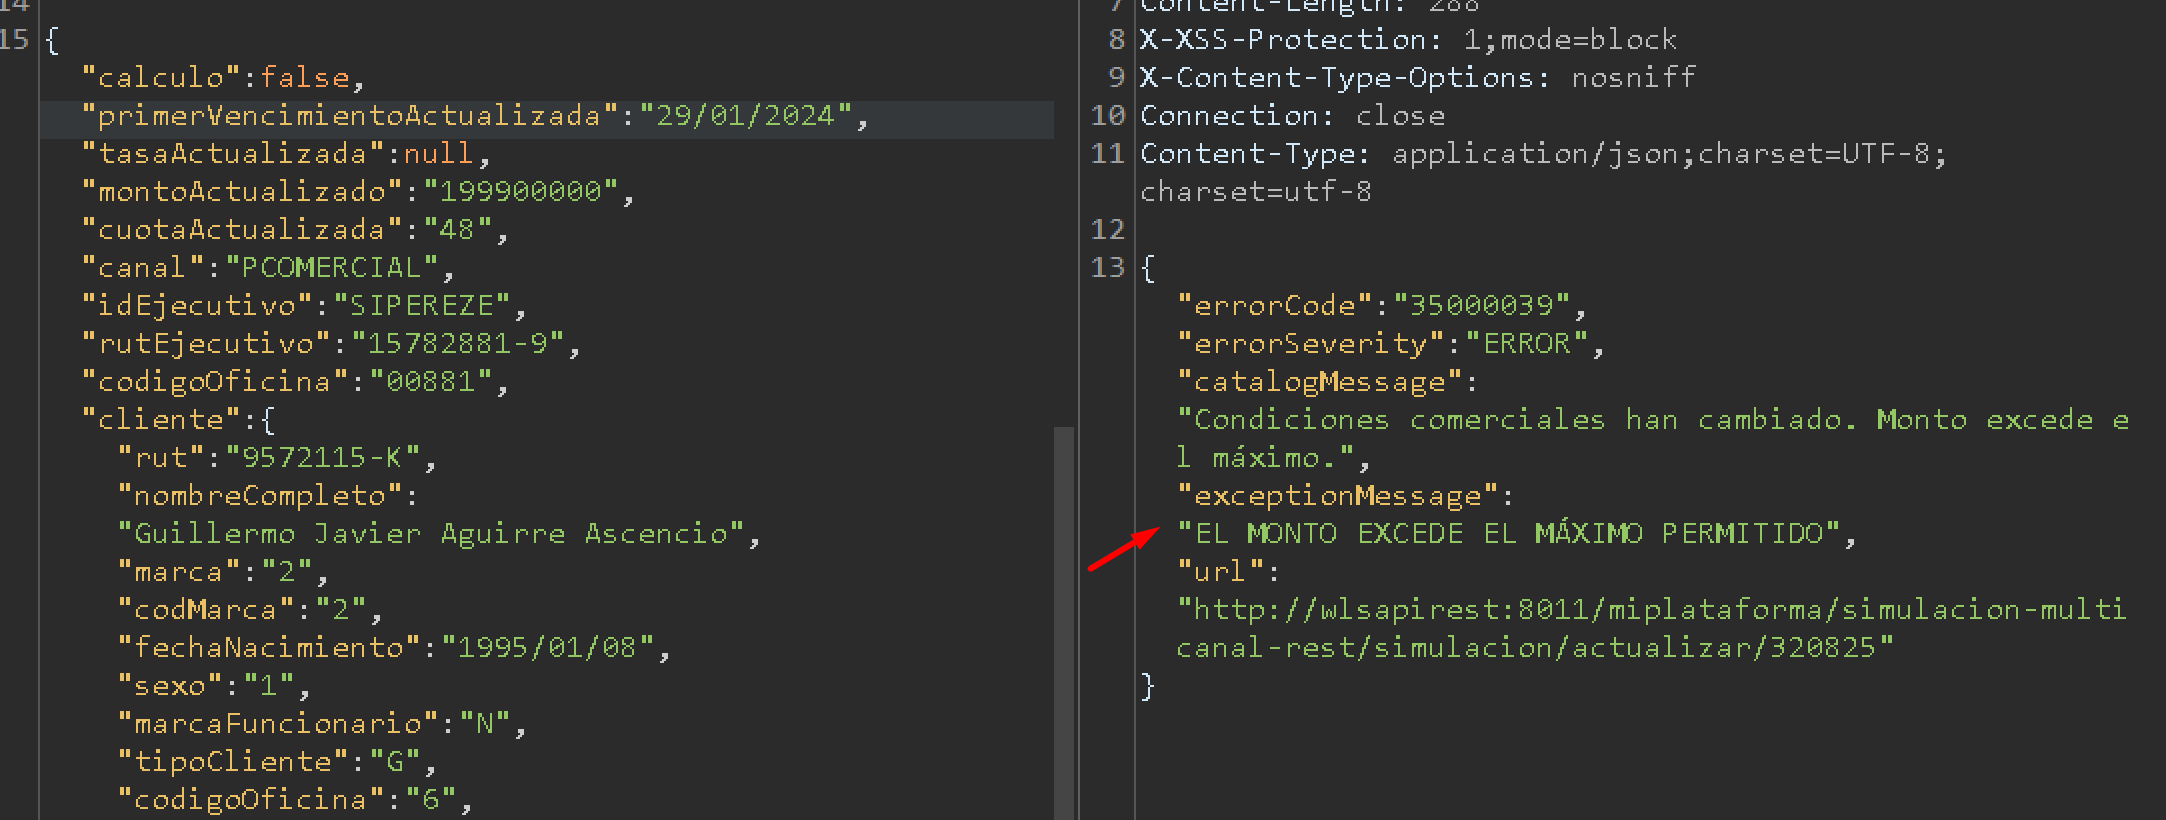 14
15 {
"calculo":false,
"primerVencimientoActualizada":"29/01/2024",
"tasaActualizada":null,
"montoActualizado":"199900000",
"cuotaActualizada":"48",
"canal":"PCOMERCIAL",
"idEjecutivo":"SIPEREZE",
"rutEjecutivo":"15782881-9",
"codigoOficina":"00881",
"cliente":{
"rut":"9572115-K",
"nombreCompleto":
"Guillermo Javier Aguirre Ascencio",
"marca":"2",
"codMarca":"2",
"fechaNacimiento":"1995/01/08",
"sexo":"1",
"marcaFuncionario":"N",
"tipoCliente":"G",
"codigoOficina":"6",
7 Content-Length: 288
8 X-XSS-Protection: 1;mode=block
9 X-Content-Type-Options: nosniff
10 Connection: close
11 Content-Type: application/json;charset=UTF-8;
charset=utf-8
12
13 {
"errorCode":"35000039",
"errorSeverity":"ERROR",
"catalogMessage":
"Condiciones comerciales han cambiado. Monto excede e
l máximo.",
"exceptionMessage":
"EL MONTO EXCEDE EL MÁXIMO PERMITIDO",
"url":
"http://wlsapirest:8011/miplataforma/simulacion-multi
canal-rest/simulacion/actualizar/320825"
}